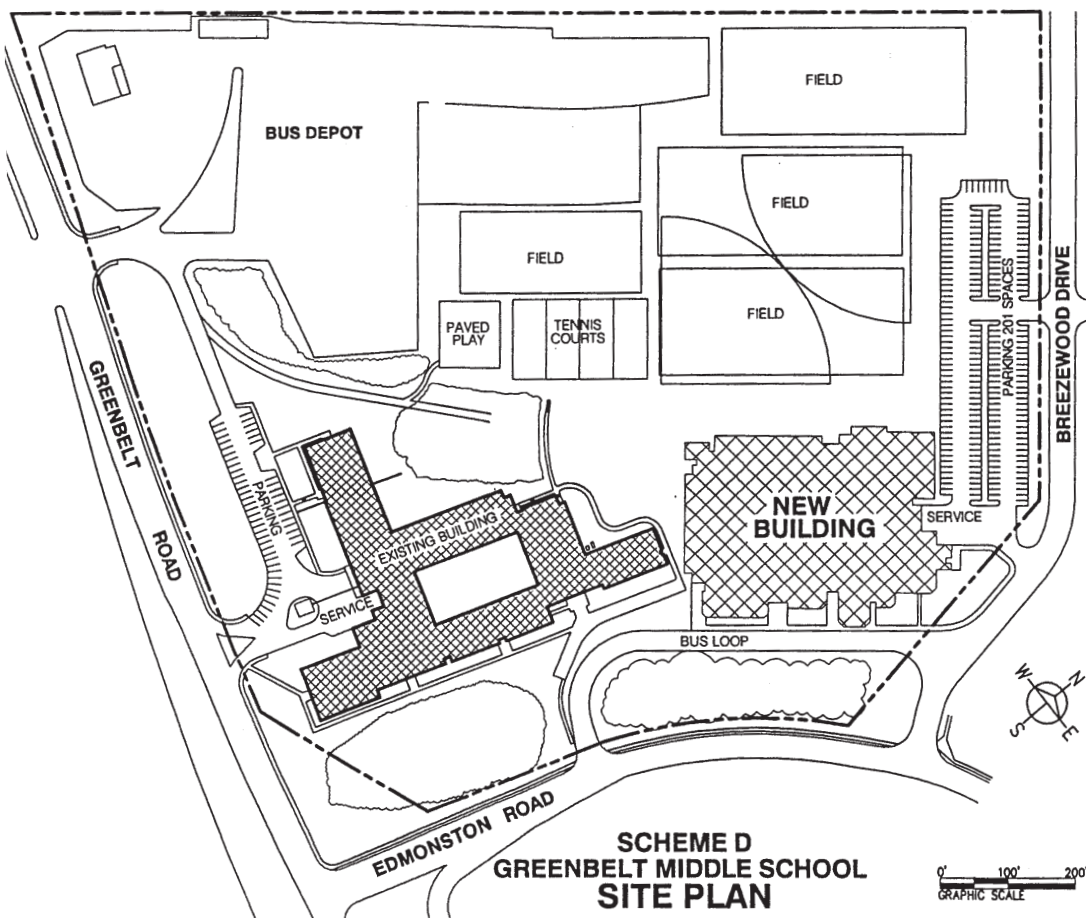 FIELD
BUS DEPOT
FIELD
FIELD
PAVED
PLAY
TENNIS
COURTS
FIELD
PARKING 201 SPACES
BREEZEWOOD DRIVE
GREENBELT
ROAD
PARKING
EXISTING BUILDING
SERVICE
NEW
BUILDING
SERVICE
BUS LOOP
W
N
S
E
EDMONSTON ROAD
SCHEME D
GREENBELT MIDDLE SCHOOL
SITE PLAN
0' 100' 200'
GRAPHIC SCALE